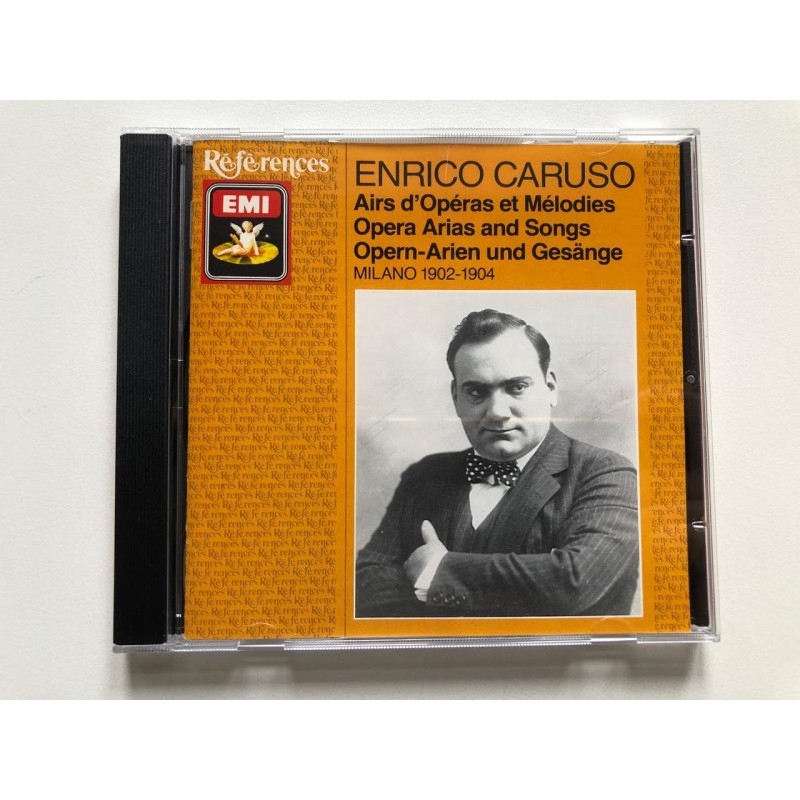 Références
EMI
ENRICO CARUSO
Airs d'Opéras et Mélodies
Opera Arias and Songs
Opern-Arien und Gesänge
MILANO 1902-1904